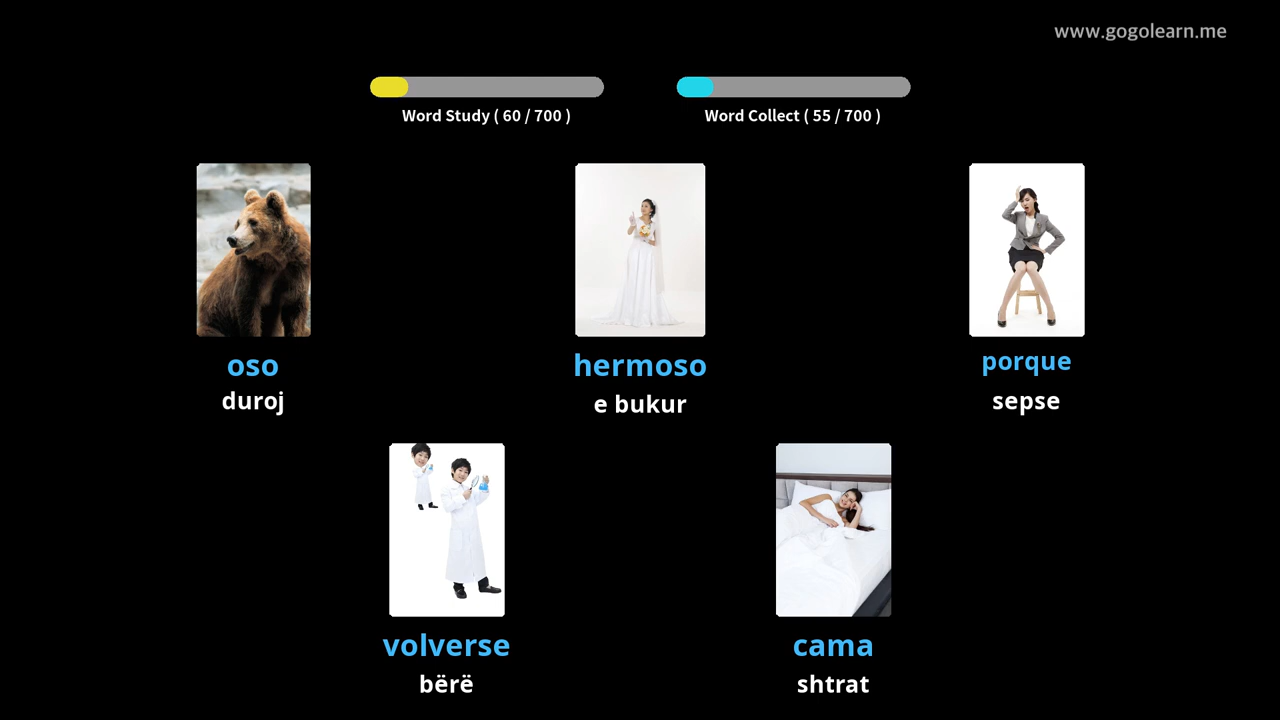 www.gogolearn.me
Word Study ( 60 / 700 )
Word Collect ( 55 / 700 )
oso
duroj
hermoso
e bukur
porque
sepse
volverse
bërë
cama
shtrat